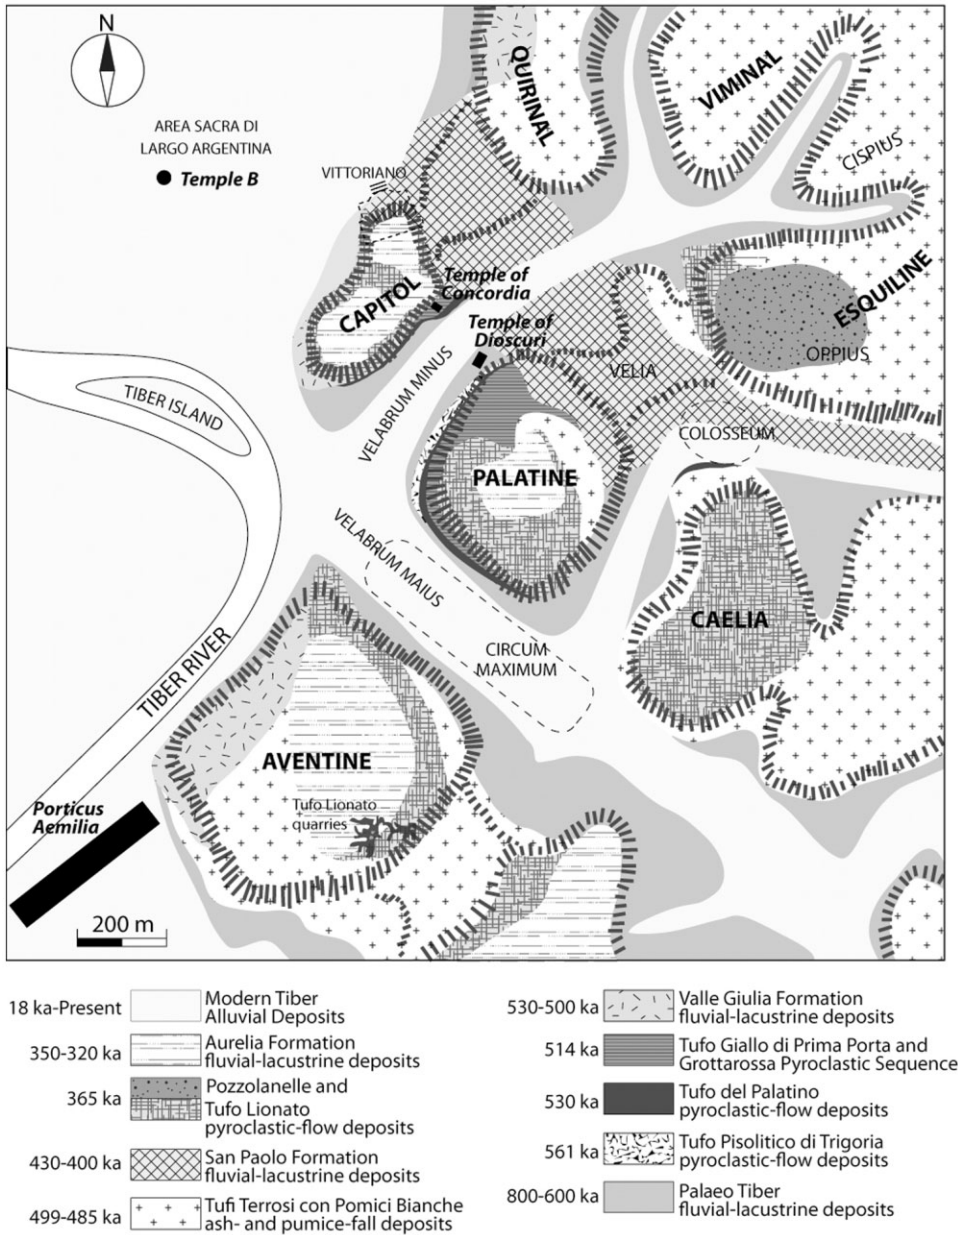 N
AREA SACRA DI
LARGO ARGENTINA
Temple B
VITTORIANO
QUIRINAL
VIMINAL
CISPIUS
CAPITOL
Temple of
Concordia
Temple of
Dioscuri
ESQUILINE
OPPIUS
VELIA
TIBER ISLAND
VELABRUM MINUS
COLOSSEUM
PALATINE
VELABRUM MAIUS
CAELIA
CIRCUM
MAXIMUM
TIBER RIVER
AVENTINE
Tufo Lionato
quarries
Porticus
Aemilia
200 m
18 ka-Present
Modern Tiber
Alluvial Deposits
350-320 ka
Aurelia Formation
fluvial-lacustrine deposits
365 ka
Pozzolanelle and
Tufo Lionato
pyroclastic-flow deposits
430-400 ka
San Paolo Formation
fluvial-lacustrine deposits
499-485 ka
Tufi Terrosi con Pomici Bianche
ash- and pumice-fall deposits
530-500 ka
Valle Giulia Formation
fluvial-lacustrine deposits
514 ka
Tufo Giallo di Prima Porta and
Grottarossa Pyroclastic Sequence
530 ka
Tufo del Palatino
pyroclastic-flow deposits
561 ka
Tufo Pisolitico di Trigoria
pyroclastic-flow deposits
800-600 ka
Palaeo Tiber
fluvial-lacustrine deposits